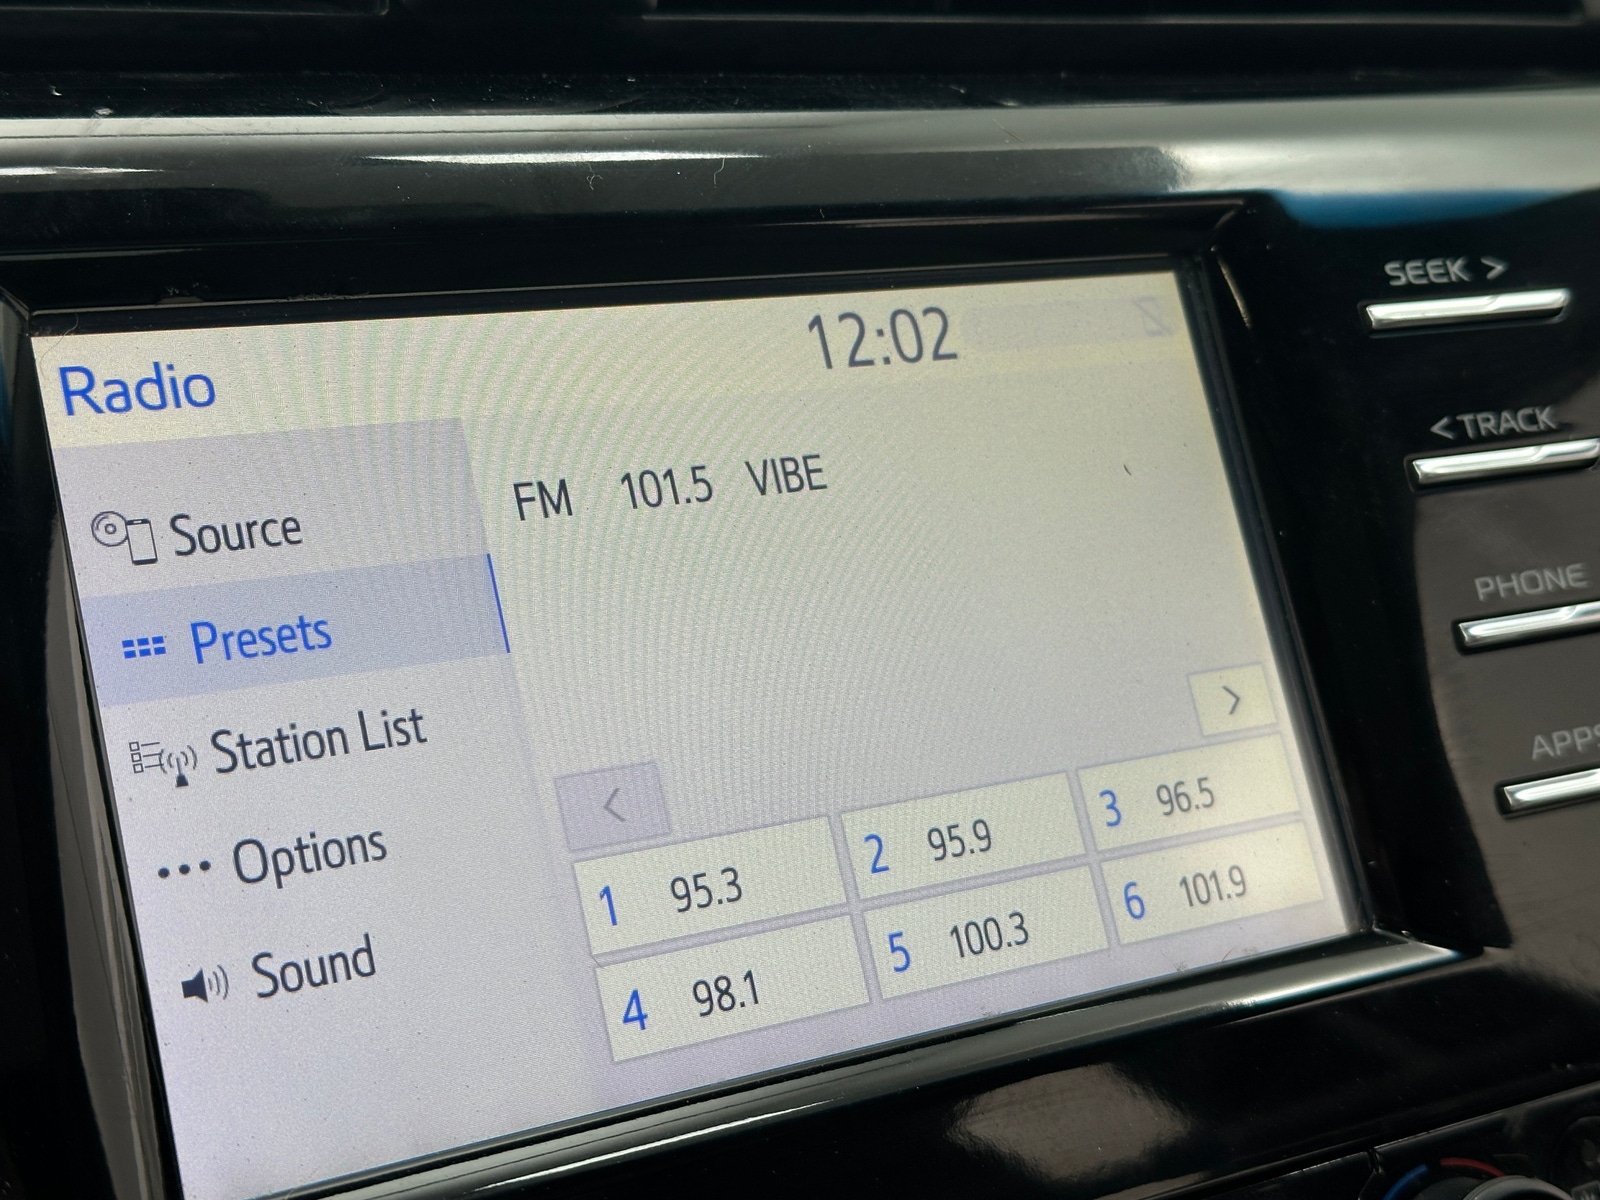 12:02
Radio
FM 101.5 VIBE
Source
Presets
Station List
Options
Sound
<
>
1 95.3
2 95.9
3 96.5
4 98.1
5 100.3
6 101.9
SEEK >
< TRACK
PHONE
APPS